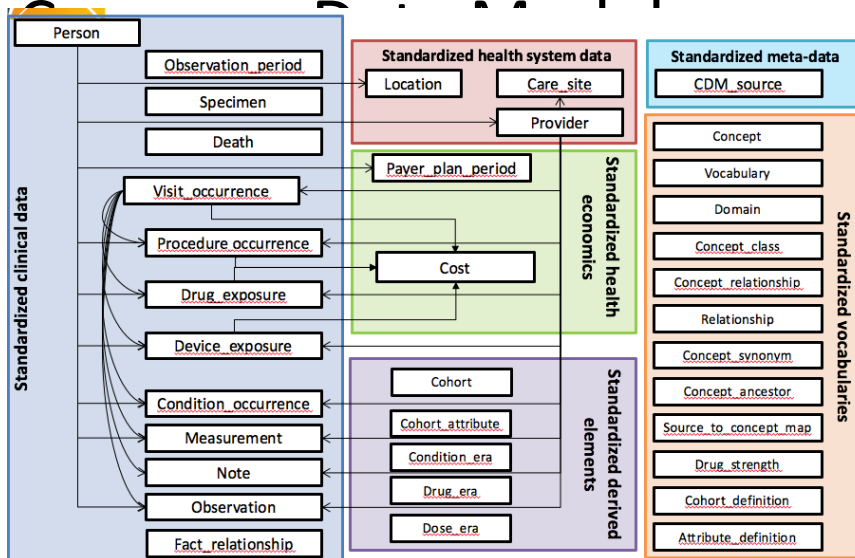 Person
Observation_period
Specimen
Death
Visit_occurrence
Procedure occurrence
Drug_exposure
Device_exposure
Condition_occurrence
Measurement
Note
Observation
Fact_relationship
Standardized clinical data
Standardized health system data
Location
Care_site
Provider
Payer_plan_period
Cost
Standardized health
economics
Cohort
Cohort_attribute
Condition_era
Drug_era
Dose_era
Standardized derived
elements
Standardized meta-data
CDM_source
Concept
Vocabulary
Domain
Concept_class
Concept_relationship
Relationship
Concept_synonym
Concept_ancestor
Source_to_concept_map
Drug_strength
Cohort_definition
Attribute_definition
Standardized vocabularies